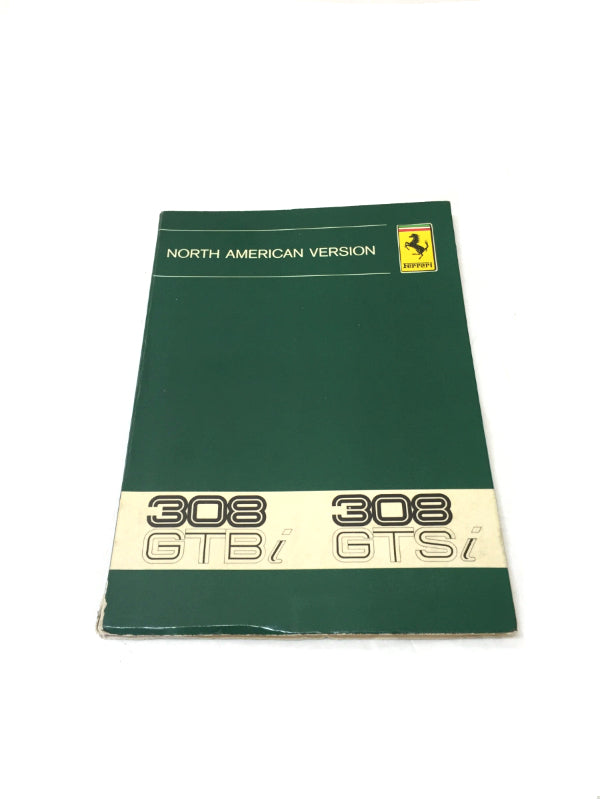 NORTH AMERICAN VERSION
Ferrari
308 308
GTBi GTSi